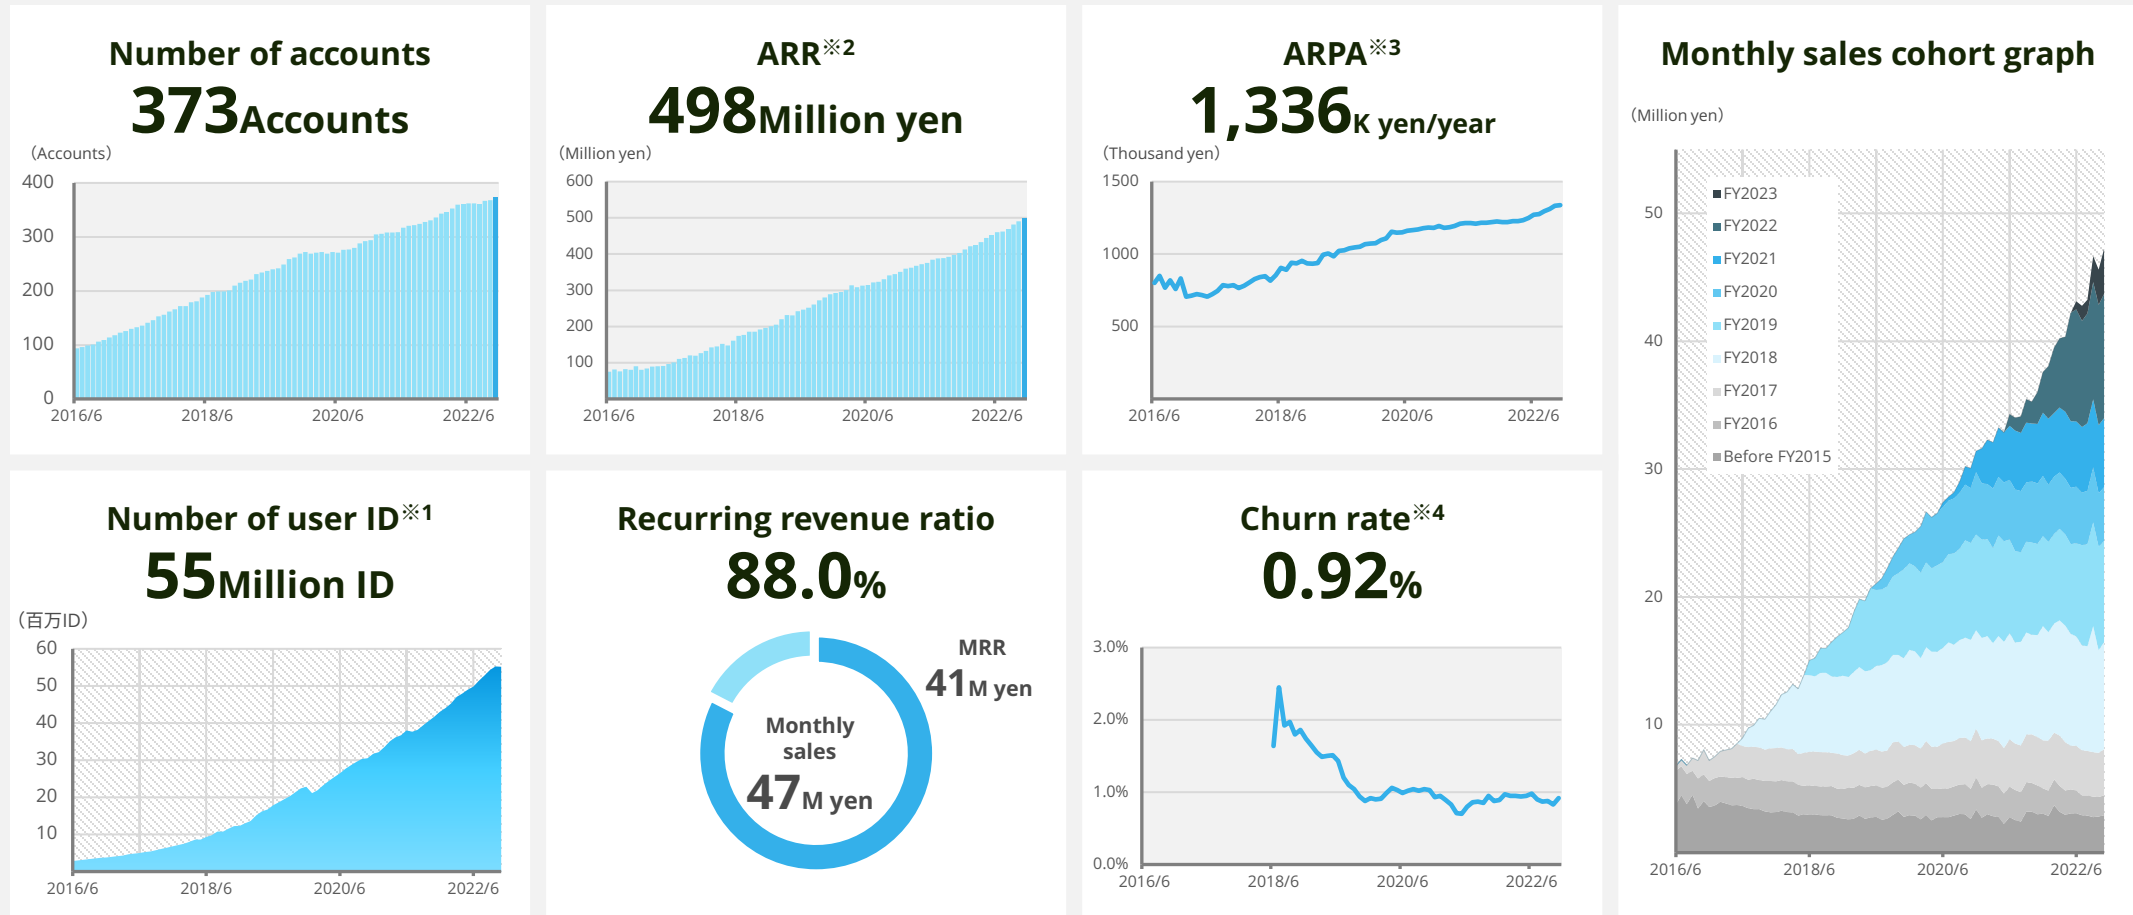 Number of accounts
373Accounts
(Accounts)
400
300
200
100
0
2016/6 2018/6 2020/6 2022/6
ARR※2
498Million yen
(Million yen)
600
500
400
300
200
100
2016/6 2018/6 2020/6 2022/6
ARPA※3
1,336K yen/year
(Thousand yen)
1500
1000
500
2016/6 2018/6 2020/6 2022/6
Monthly sales cohort graph
(Million yen)
50
40
30
20
10
FY2023
FY2022
FY2021
FY2020
FY2019
FY2018
FY2017
FY2016
Before FY2015
2016/6 2018/6 2020/6 2022/6
Number of user ID※1
55Million ID
(百万ID)
60
50
40
30
20
10
2016/6 2018/6 2020/6 2022/6
Recurring revenue ratio
88.0%
MRR
41M yen
Monthly
sales
47M yen
Churn rate※4
0.92%
3.0%
2.0%
1.0%
0.0%
2016/6 2018/6 2020/6 2022/6